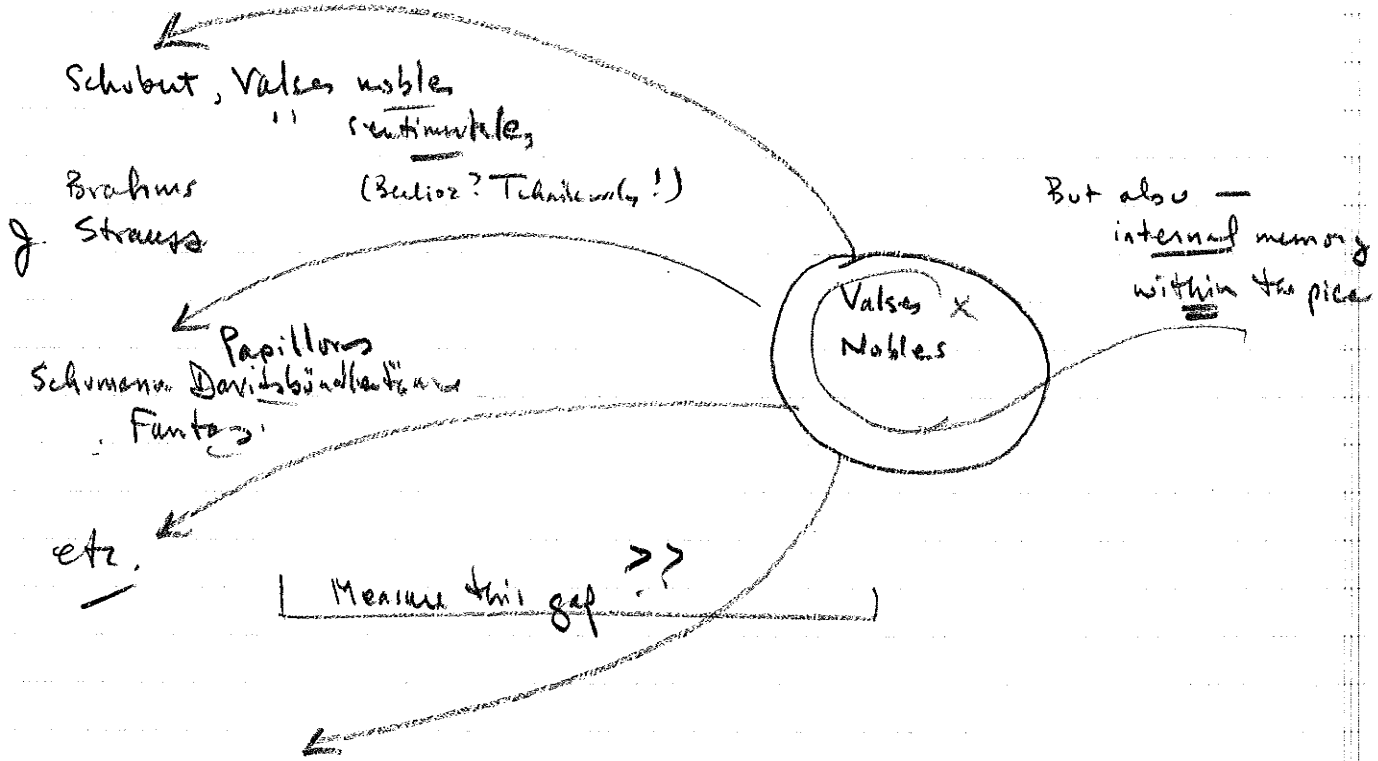 Schubert, Valses nobles
" sentimentales
Brahms (Berlioz? Tchaikovsky!)
J. Strauss
Papillons
Schumann Davidsbündlertänze
Fantas.
etc.
Measure this gap ??
Valses x
Nobles
But also —
internal memory
within the piece